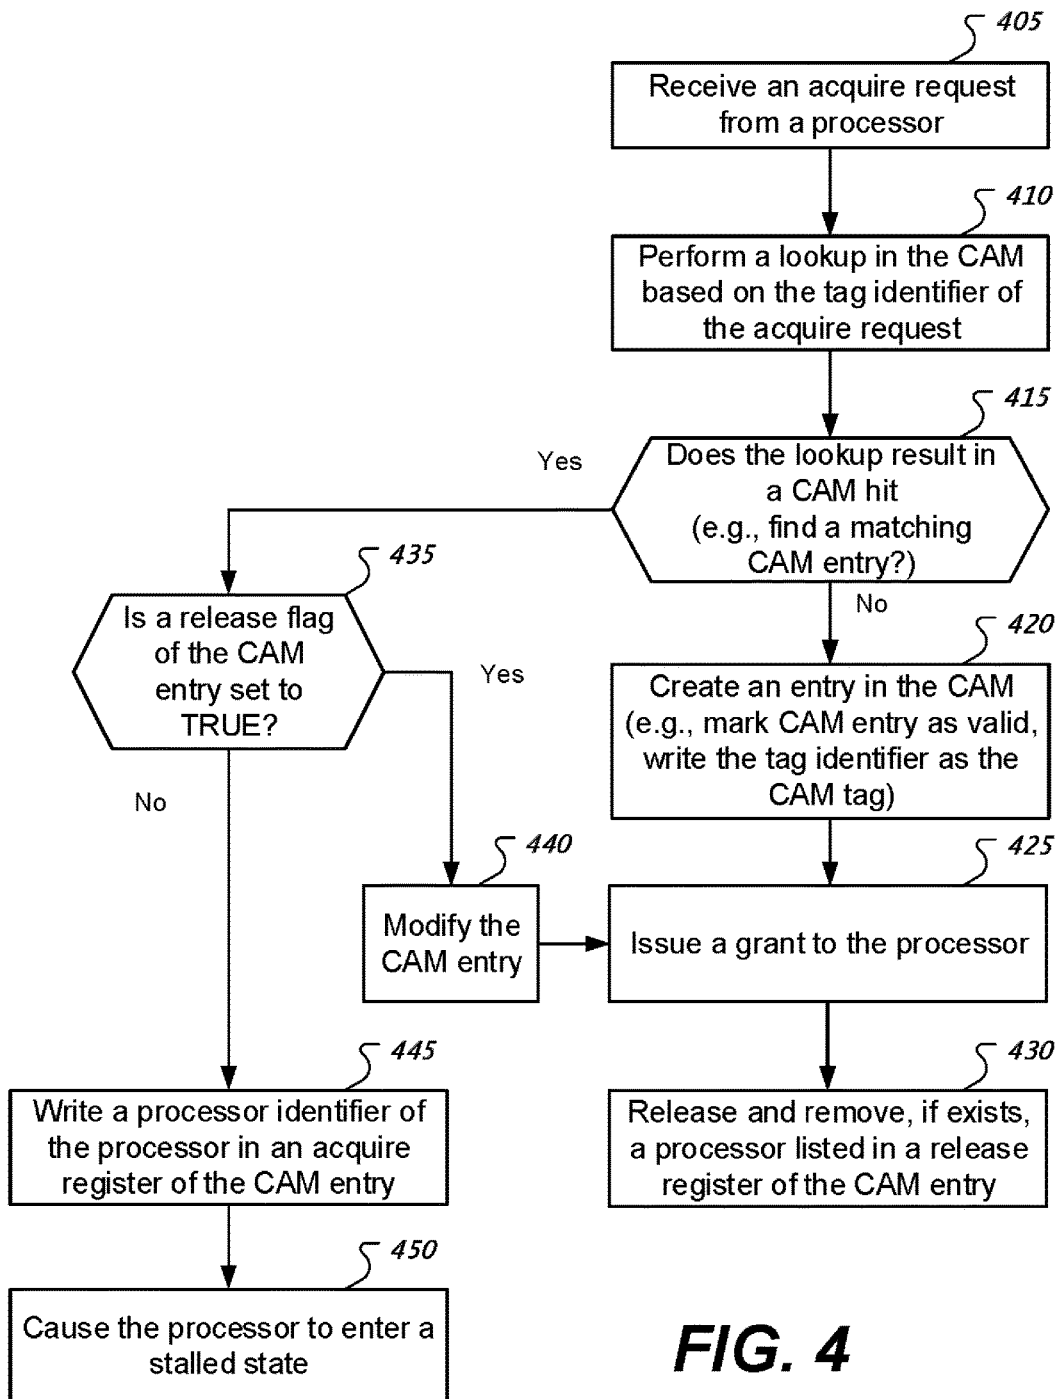 405
Receive an acquire request
from a processor
410
Perform a lookup in the CAM
based on the tag identifier of
the acquire request
415
Does the lookup result in
a CAM hit
(e.g., find a matching
CAM entry?)
Yes
No
435
Is a release flag
of the CAM
entry set to
TRUE?
Yes
No
420
Create an entry in the CAM
(e.g., mark CAM entry as valid,
write the tag identifier as the
CAM tag)
440
Modify the
CAM entry
425
Issue a grant to the processor
445
Write a processor identifier of
the processor in an acquire
register of the CAM entry
430
Release and remove, if exists,
a processor listed in a release
register of the CAM entry
450
Cause the processor to enter a
stalled state
FIG. 4